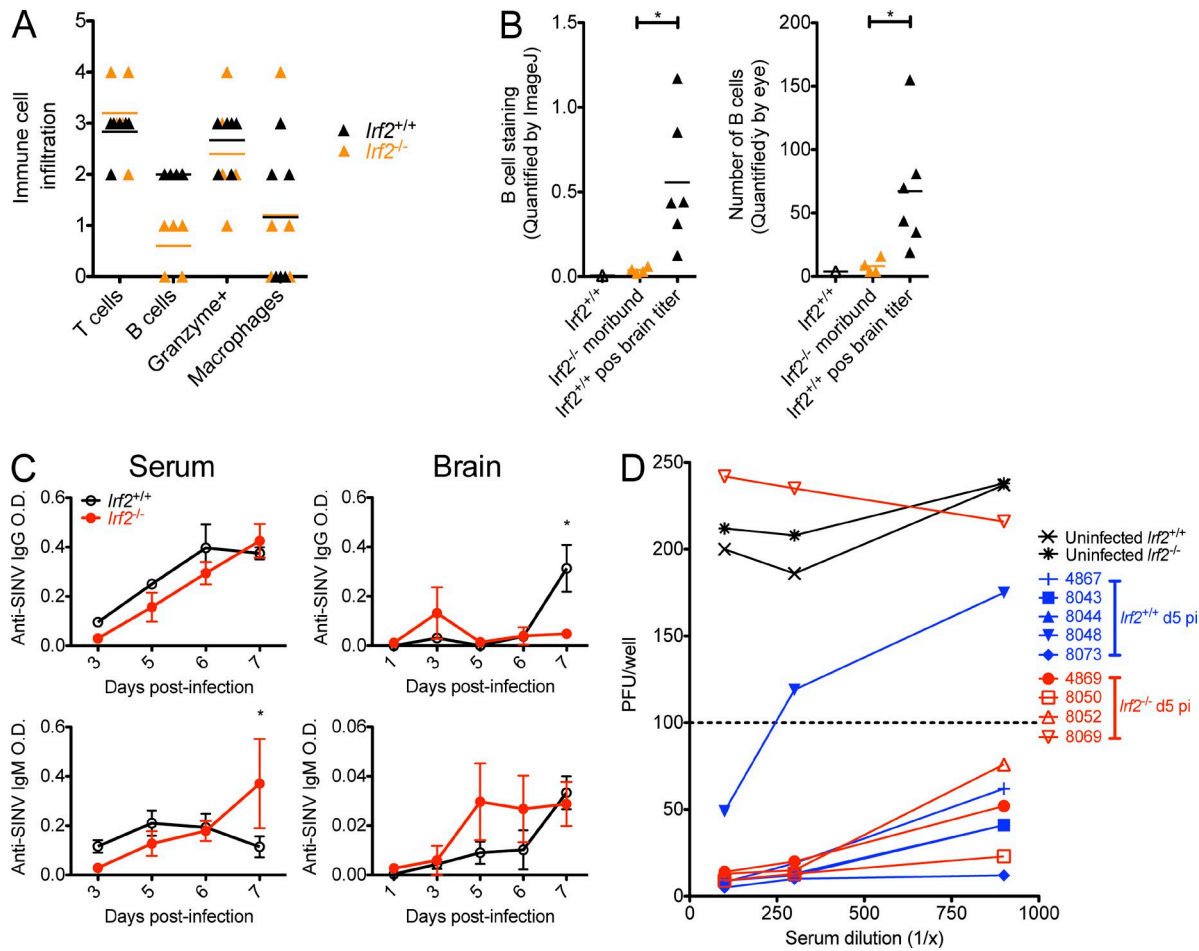 A
Immune cell
infiltration
5
4
3
2
1
0
T cells
B cells
Granzyme+
Macrophages
Irf2+/+
Irf2-/-
B
B cell staining
(Quantified by ImageJ)
1.5
1.0
0.5
0.0
*
Irf2+/+
Irf2-/- moribund
Irf2+/+ pos brain titer
Number of B cells
(Quantified by eye)
200
150
100
50
0
*
Irf2+/+
Irf2-/- moribund
Irf2+/+ pos brain titer
C
Serum
Anti-SINV IgG O.D.
0.6
0.4
0.2
0.0
Irf2+/+
Irf2-/-
3 5 6 7
Days post-infection
Brain
Anti-SINV IgG O.D.
0.6
0.4
0.2
0.0
*
1 3 5 6 7
Days post-infection
Anti-SINV IgM O.D.
0.6
0.4
0.2
0.0
*
3 5 6 7
Days post-infection
Anti-SINV IgM O.D.
0.06
0.04
0.02
0.00
1 3 5 6 7
Days post-infection
D
PFU/well
250
200
150
100
50
0
0 250 500 750 1000
Serum dilution (1/x)
Uninfected Irf2+/+
Uninfected Irf2-/-
4867
8043
8044
8048
8073
Irf2+/+ d5 pi
4869
8050
8052
8069
Irf2-/- d5 pi